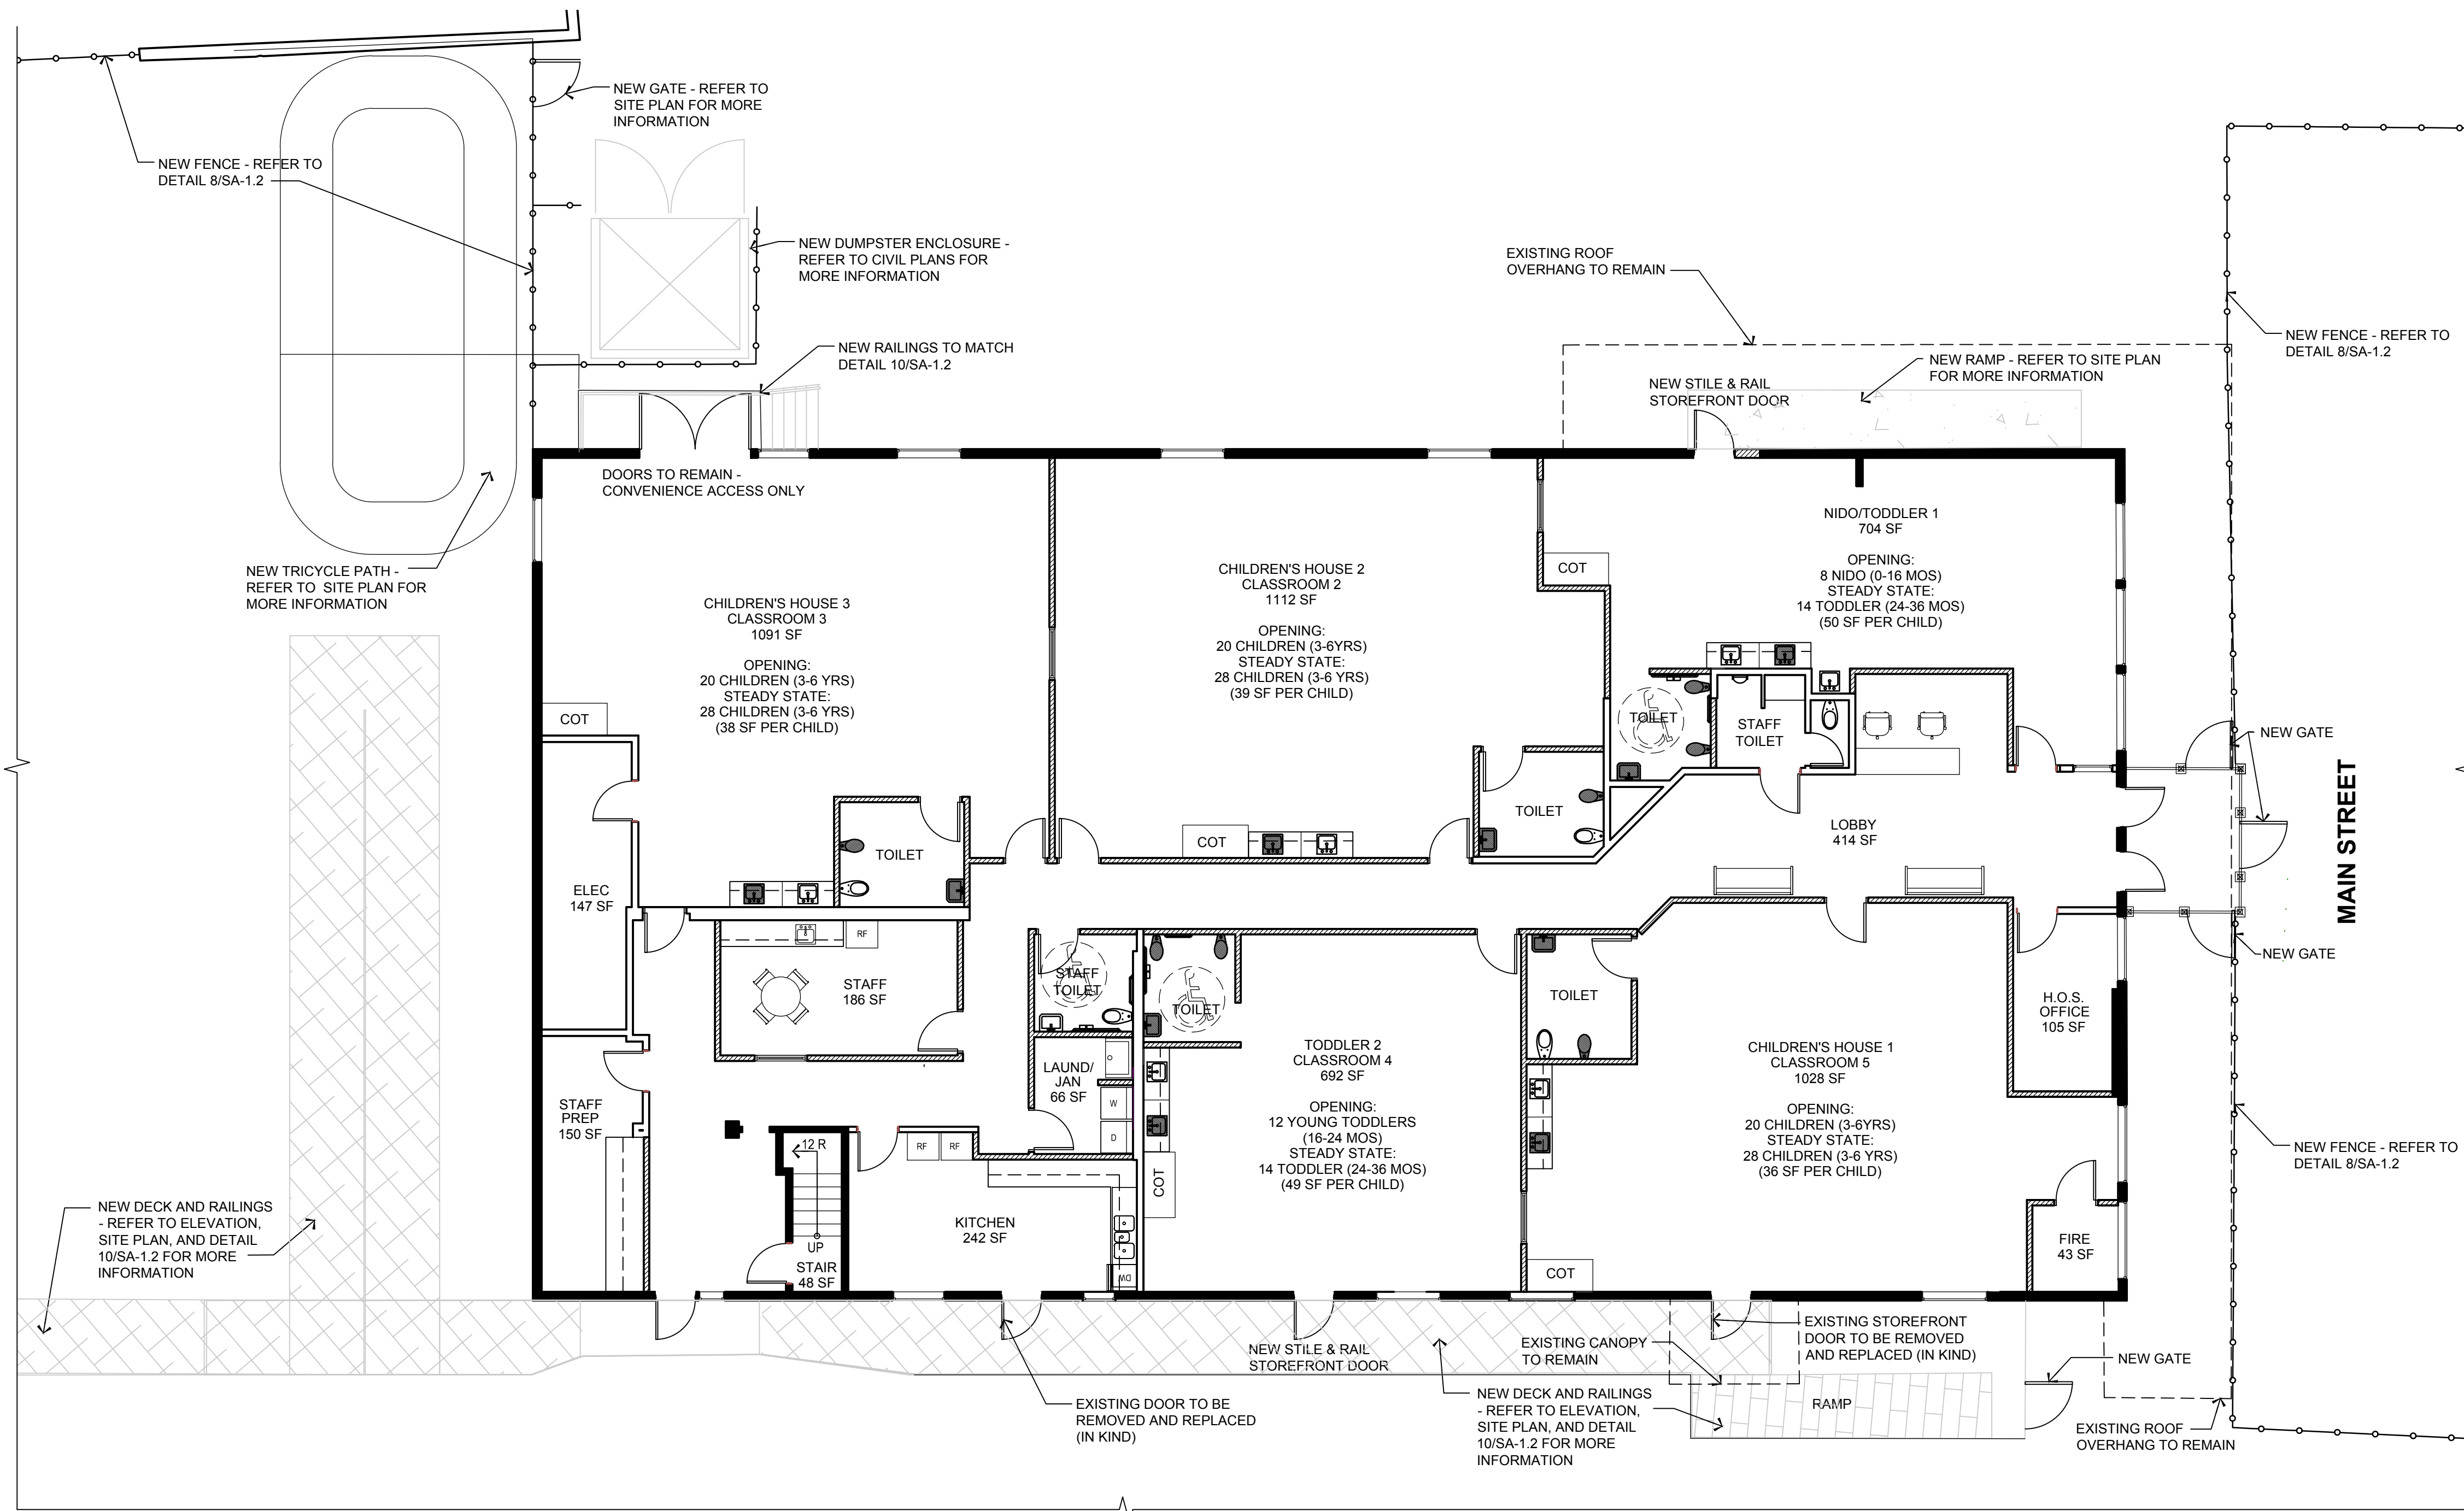 NEW GATE - REFER TO
SITE PLAN FOR MORE
INFORMATION
NEW FENCE - REFER TO
DETAIL 8/SA-1.2
NEW DUMPSTER ENCLOSURE -
REFER TO CIVIL PLANS FOR
MORE INFORMATION
EXISTING ROOF
OVERHANG TO REMAIN
NEW FENCE - REFER TO
DETAIL 8/SA-1.2
NEW RAILINGS TO MATCH
DETAIL 10/SA-1.2
NEW RAMP - REFER TO SITE PLAN
FOR MORE INFORMATION
NEW STILE & RAIL
STOREFRONT DOOR
DOORS TO REMAIN -
CONVENIENCE ACCESS ONLY
NEW TRICYCLE PATH -
REFER TO SITE PLAN FOR
MORE INFORMATION
CHILDREN'S HOUSE 3
CLASSROOM 3
1091 SF
OPENING:
20 CHILDREN (3-6 YRS)
STEADY STATE:
28 CHILDREN (3-6 YRS)
(38 SF PER CHILD)
COT
CHILDREN'S HOUSE 2
CLASSROOM 2
1112 SF
OPENING:
20 CHILDREN (3-6YRS)
STEADY STATE:
28 CHILDREN (3-6 YRS)
(39 SF PER CHILD)
COT
COT
NIDO/TODDLER 1
704 SF
OPENING:
8 NIDO (0-16 MOS)
STEADY STATE:
14 TODDLER (24-36 MOS)
(50 SF PER CHILD)
TOILET
STAFF
TOILET
TOILET
TOILET
LOBBY
414 SF
NEW GATE
MAIN STREET
NEW GATE
ELEC
147 SF
RF
STAFF
186 SF
STAFF
TOILET
TOILET
TOILET
H.O.S.
OFFICE
105 SF
LAUND/
JAN
66 SF
W
D
TODDLER 2
CLASSROOM 4
692 SF
OPENING:
12 YOUNG TODDLERS
(16-24 MOS)
STEADY STATE:
14 TODDLER (24-36 MOS)
(49 SF PER CHILD)
COT
CHILDREN'S HOUSE 1
CLASSROOM 5
1028 SF
OPENING:
20 CHILDREN (3-6YRS)
STEADY STATE:
28 CHILDREN (3-6 YRS)
(36 SF PER CHILD)
COT
STAFF
PREP
150 SF
12 R
UP
STAIR
48 SF
RF
RF
KITCHEN
242 SF
DW
FIRE
43 SF
NEW FENCE - REFER TO
DETAIL 8/SA-1.2
NEW DECK AND RAILINGS
- REFER TO ELEVATION,
SITE PLAN, AND DETAIL
10/SA-1.2 FOR MORE
INFORMATION
NEW STILE & RAIL
STOREFRONT DOOR
EXISTING CANOPY
TO REMAIN
EXISTING STOREFRONT
DOOR TO BE REMOVED
AND REPLACED (IN KIND)
NEW GATE
EXISTING DOOR TO BE
REMOVED AND REPLACED
(IN KIND)
NEW DECK AND RAILINGS
- REFER TO ELEVATION,
SITE PLAN, AND DETAIL
10/SA-1.2 FOR MORE
INFORMATION
RAMP
EXISTING ROOF
OVERHANG TO REMAIN